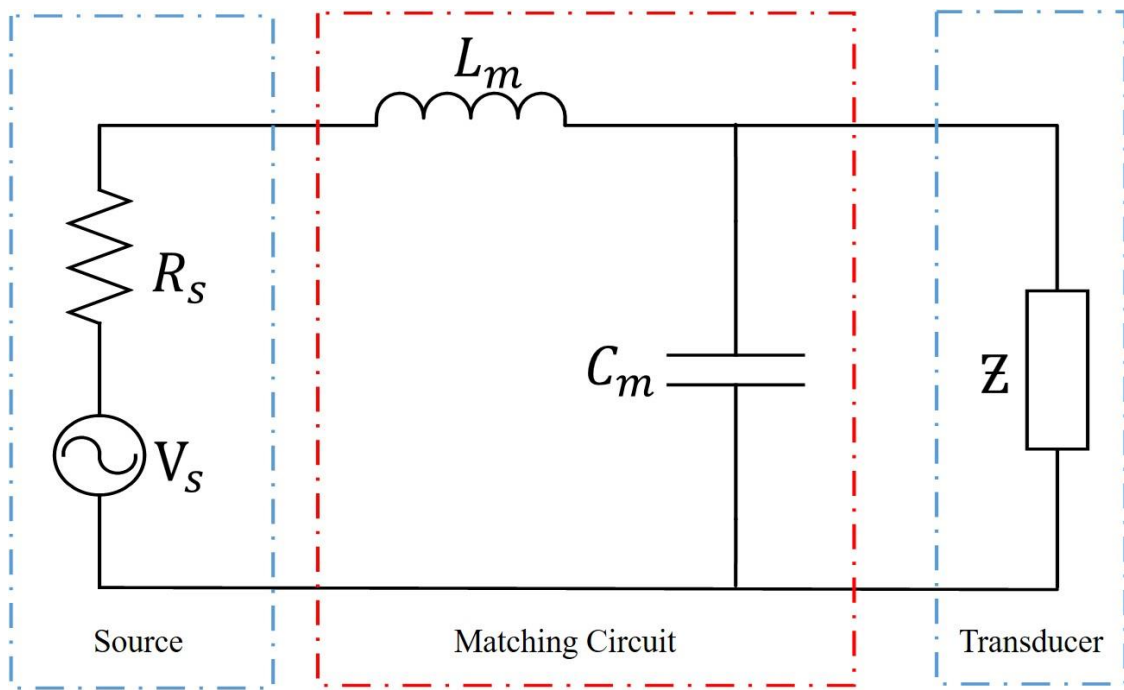 L_m
R_s
C_m
Ƶ
V_s
Source
Matching Circuit
Transducer